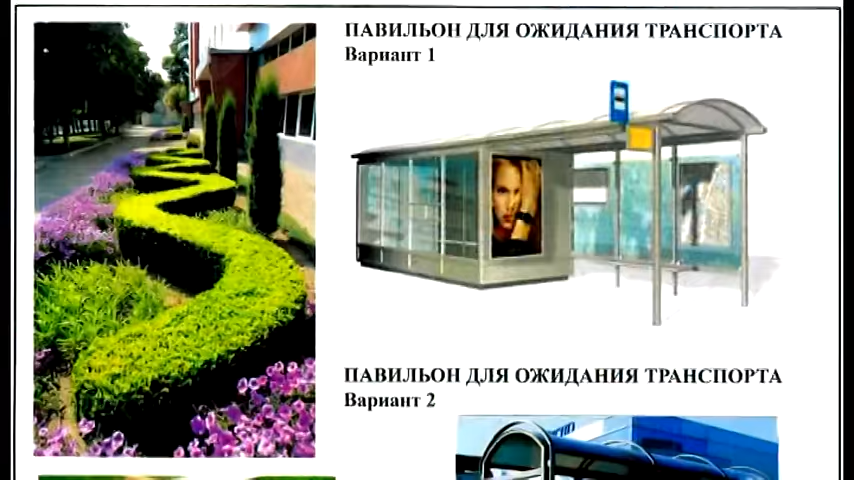 ПАВИЛЬОН ДЛЯ ОЖИДАНИЯ ТРАНСПОРТА
Вариант 1
ПАВИЛЬОН ДЛЯ ОЖИДАНИЯ ТРАНСПОРТА
Вариант 2